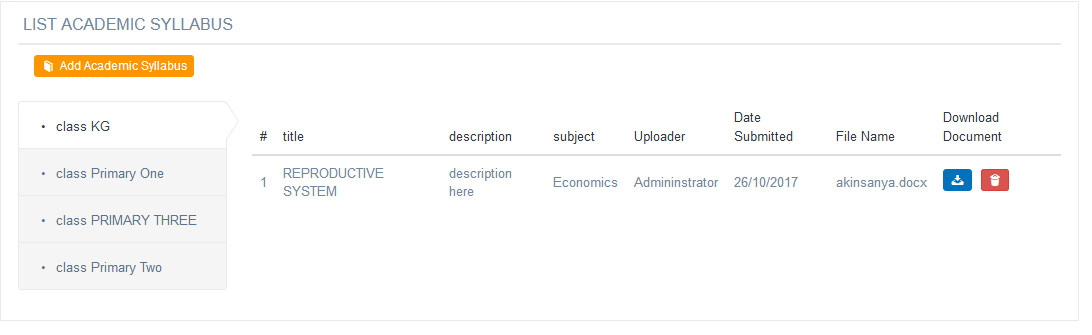 LIST ACADEMIC SYLLABUS
Add Academic Syllabus
• class KG
• class Primary One
• class PRIMARY THREE
• class Primary Two
# title description subject Uploader Date Submitted File Name Download Document
1 REPRODUCTIVE SYSTEM description here Economics Admininstrator 26/10/2017 akinsanya.docx